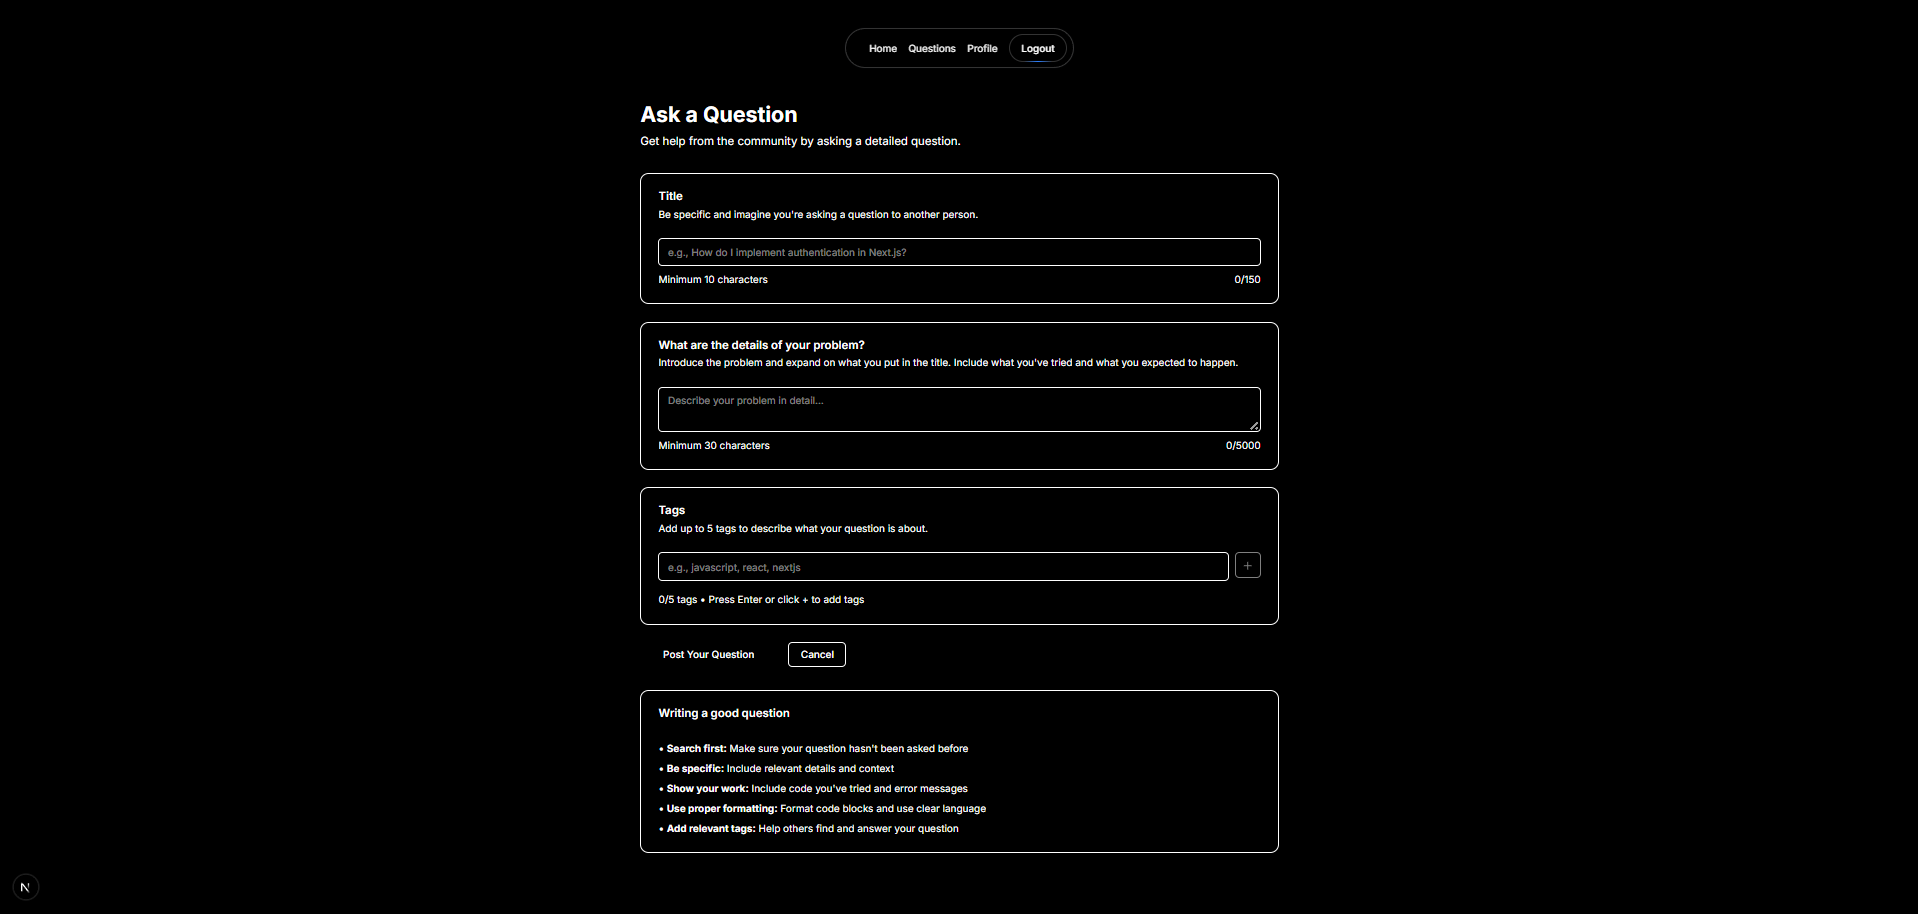 Home Questions Profile Logout
Ask a Question
Get help from the community by asking a detailed question.
Title
Be specific and imagine you're asking a question to another person.
e.g., How do I implement authentication in Next.js?
Minimum 10 characters 0/150
What are the details of your problem?
Introduce the problem and expand on what you put in the title. Include what you've tried and what you expected to happen.
Describe your problem in detail...
Minimum 30 characters 0/5000
Tags
Add up to 5 tags to describe what your question is about.
e.g., javascript, react, nextjs +
0/5 tags • Press Enter or click + to add tags
Post Your Question Cancel
Writing a good question
• Search first: Make sure your question hasn't been asked before
• Be specific: Include relevant details and context
• Show your work: Include code you've tried and error messages
• Use proper formatting: Format code blocks and use clear language
• Add relevant tags: Help others find and answer your question
N